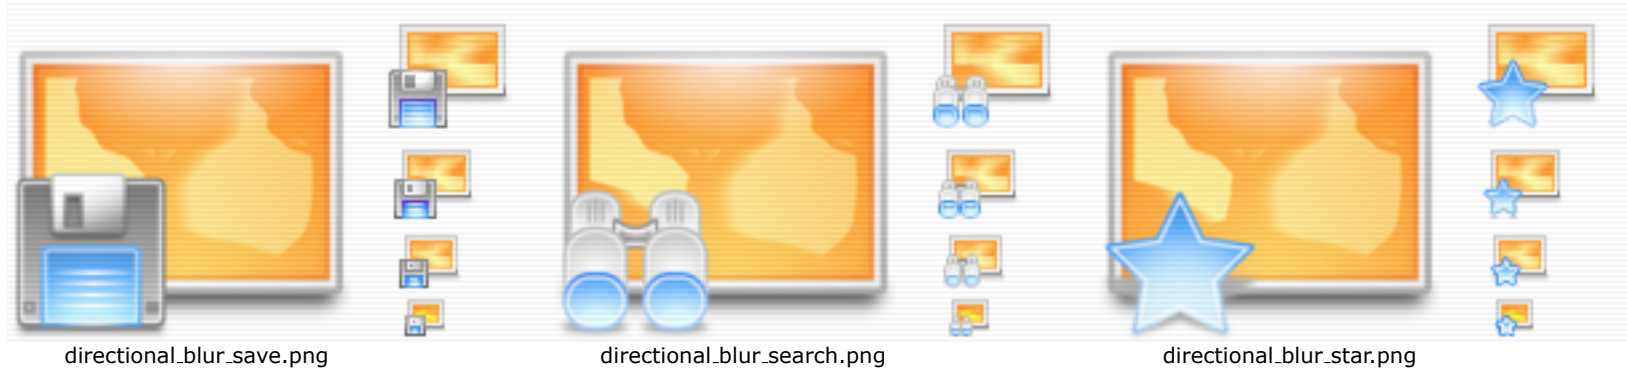 directional_blur_save.png
directional_blur_search.png
directional_blur_star.png